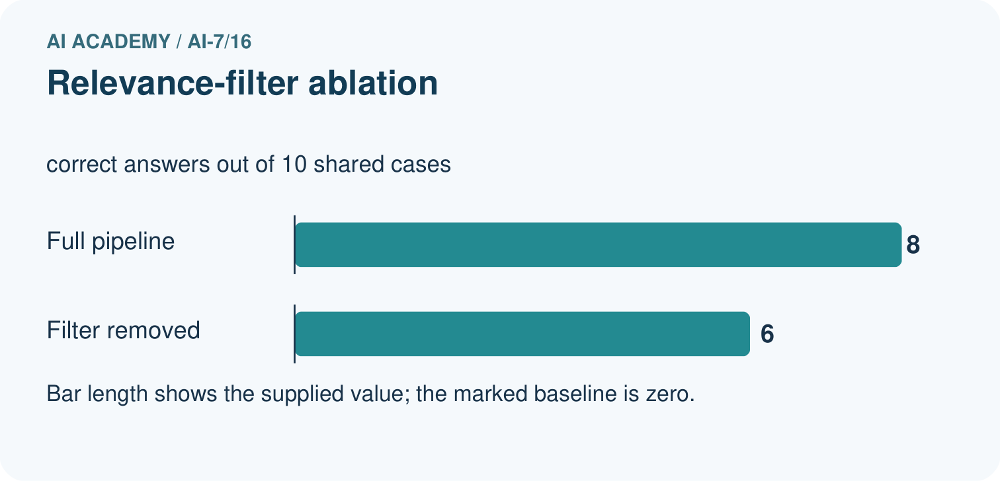 AI ACADEMY / AI-7/16
Relevance-filter ablation
correct answers out of 10 shared cases
Full pipeline
8
Filter removed
6
Bar length shows the supplied value; the marked baseline is zero.